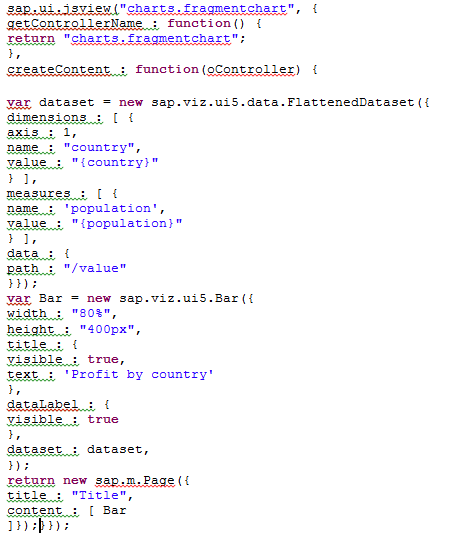 sap.ui.jsview("charts.fragmentchart", {
getControllerName : function() {
return "charts.fragmentchart";
},
createContent : function(oController) {
var dataset = new sap.viz.ui5.data.FlattenedDataset({
dimensions : [ {
axis : 1,
name : "country",
value : "{country}"
} ],
measures : [ {
name : 'population',
value : "{population}"
} ],
data : {
path : "/value"
}});
var Bar = new sap.viz.ui5.Bar({
width : "80%",
height : "400px",
title : {
visible : true,
text : 'Profit by country'
},
dataLabel : {
visible : true
},
dataset : dataset,
});
return new sap.m.Page({
title : "Title",
content : [ Bar
]});}});